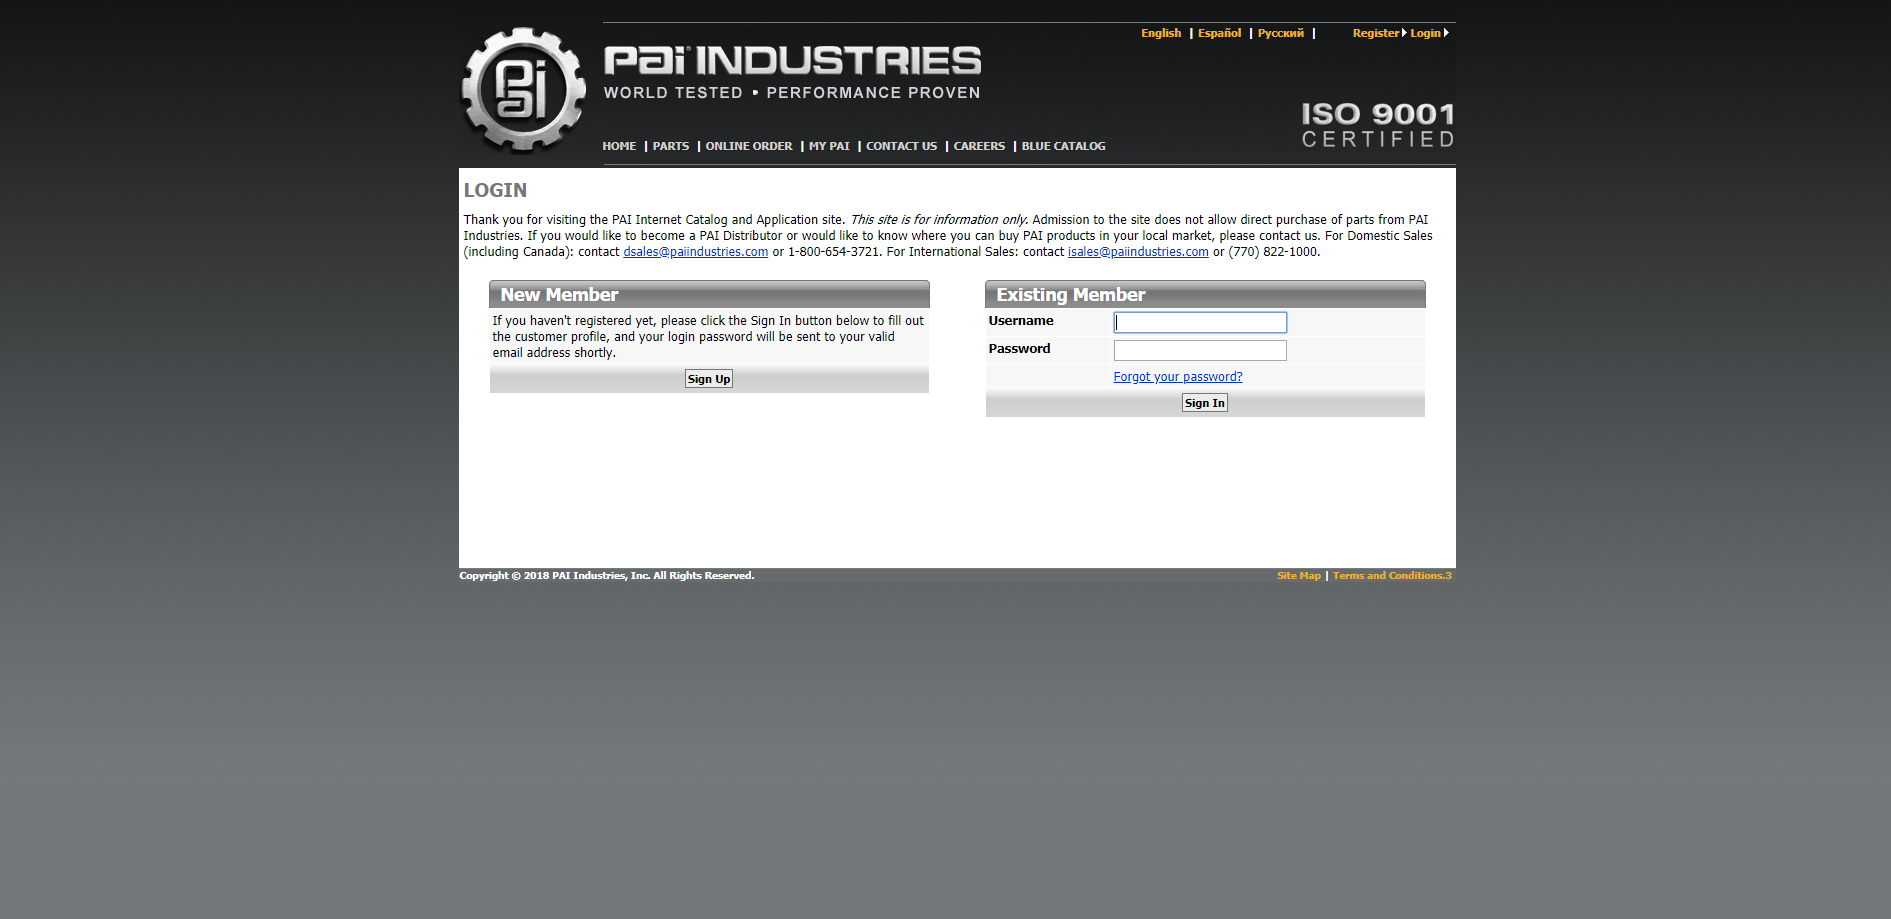 English | Español | Русский | Register Login
Pai
PAI® INDUSTRIES
WORLD TESTED • PERFORMANCE PROVEN
ISO 9001
CERTIFIED
HOME | PARTS | ONLINE ORDER | MY PAI | CONTACT US | CAREERS | BLUE CATALOG
LOGIN
Thank you for visiting the PAI Internet Catalog and Application site. This site is for information only. Admission to the site does not allow direct purchase of parts from PAI
Industries. If you would like to become a PAI Distributor or would like to know where you can buy PAI products in your local market, please contact us. For Domestic Sales
(including Canada): contact dsales@paiindustries.com or 1-800-654-3721. For International Sales: contact isales@paiindustries.com or (770) 822-1000.
New Member
If you haven't registered yet, please click the Sign In button below to fill out
the customer profile, and your login password will be sent to your valid
email address shortly.
Sign Up
Existing Member
Username
Password
Forgot your password?
Sign In
Copyright © 2018 PAI Industries, Inc. All Rights Reserved.
Site Map | Terms and Conditions.3